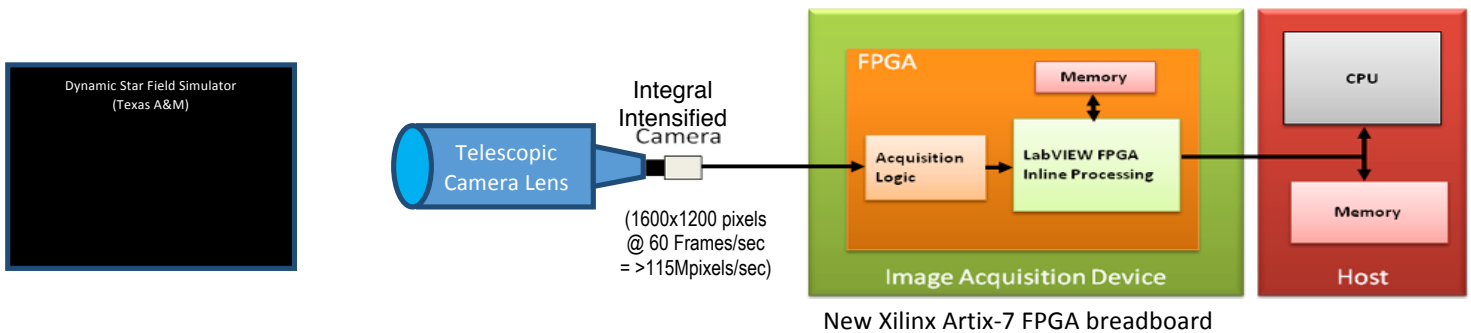 Dynamic Star Field Simulator
(Texas A&M)
Telescopic
Camera Lens
Integral
Intensified
Camera
(1600x1200 pixels
@ 60 Frames/sec
= >115Mpixels/sec)
FPGA
Memory
Acquisition
Logic
LabVIEW FPGA
Inline Processing
Image Acquisition Device
New Xilinx Artix-7 FPGA breadboard
CPU
Memory
Host